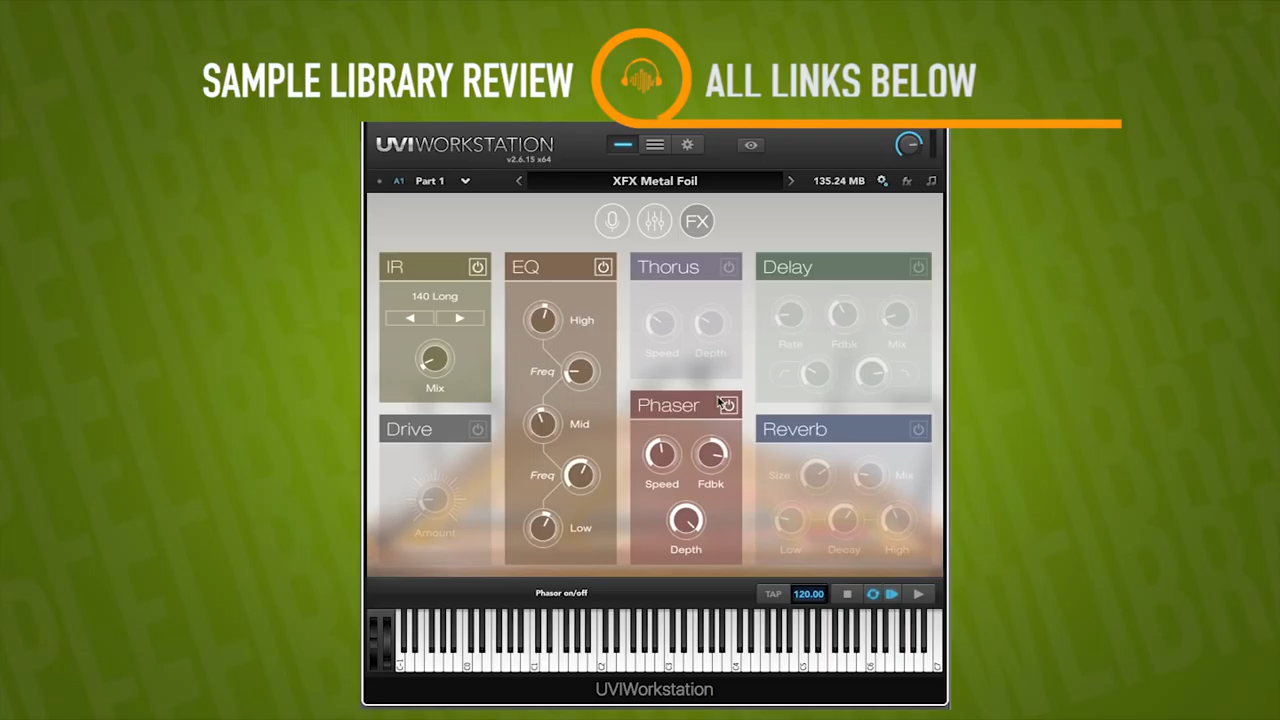 SAMPLE LIBRARY REVIEW ALL LINKS BELOW
UVIWORKSTATION
v2.6.15 x64
A1 Part 1 XFX Metal Foil 135.24 MB fx
FX
IR EQ Thorus Delay
140 Long
High
Speed Depth
Rate Fdbk Mix
Freq
Mix
Phaser
Drive Mid Reverb
Freq
Speed Fdbk
Size Mix
Amount
Low
Depth
Low Decay High
Phasor on/off TAP 120.00
UVIWorkstation